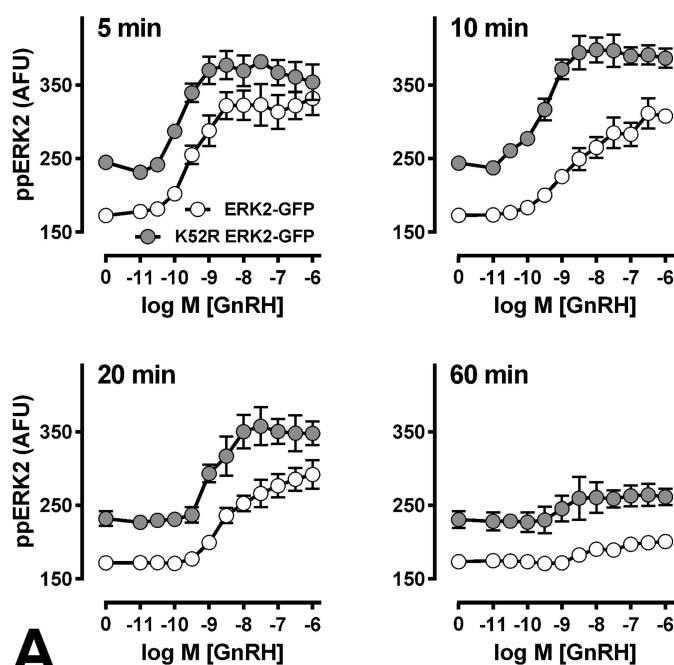 5 min
ppERK2 (AFU)
350
250
150
ERK2-GFP
K52R ERK2-GFP
0 -11 -10 -9 -8 -7 -6
log M [GnRH]
10 min
350
250
150
0 -11 -10 -9 -8 -7 -6
log M [GnRH]
20 min
ppERK2 (AFU)
350
250
150
0 -11 -10 -9 -8 -7 -6
log M [GnRH]
60 min
350
250
150
0 -11 -10 -9 -8 -7 -6
log M [GnRH]
A